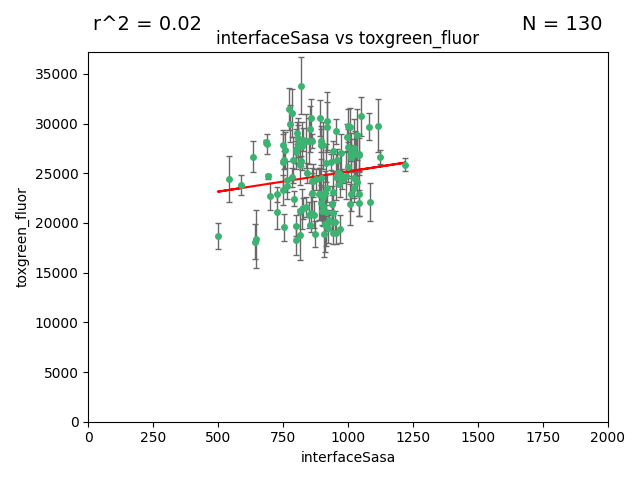 r^2 = 0.02
N = 130
interfaceSasa vs toxgreen_fluor
toxgreen_fluor
35000
30000
25000
20000
15000
10000
5000
0
0 250 500 750 1000 1250 1500 1750 2000
interfaceSasa